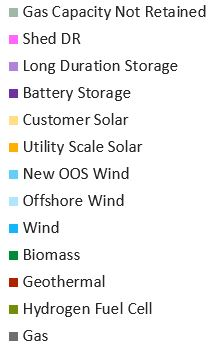 Gas Capacity Not Retained
Shed DR
Long Duration Storage
Battery Storage
Customer Solar
Utility Scale Solar
New OOS Wind
Offshore Wind
Wind
Biomass
Geothermal
Hydrogen Fuel Cell
Gas